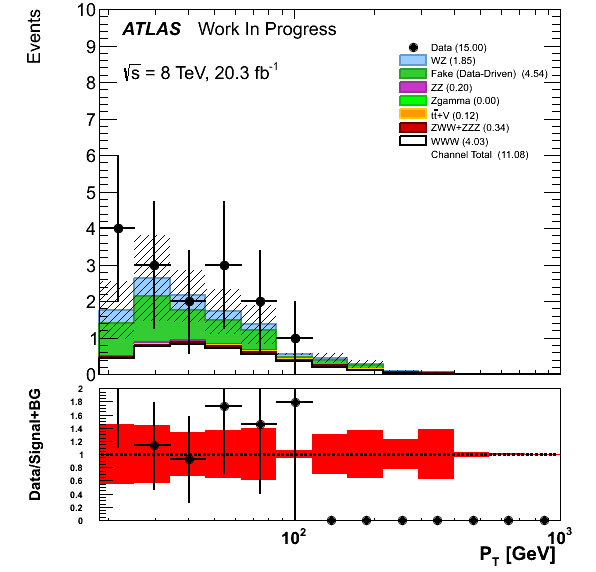 Events
10
9
8
7
6
5
4
3
2
1
0
ATLAS Work In Progress
√s = 8 TeV, 20.3 fb⁻¹
Data (15.00)
WZ (1.85)
Fake (Data-Driven) (4.54)
ZZ (0.20)
Zgamma (0.00)
tt̄+V (0.12)
ZWW+ZZZ (0.34)
WWW (4.03)
Channel Total (11.08)
Data/Signal+BG
2
1.8
1.6
1.4
1.2
1
0.8
0.6
0.4
0.2
0
10²
10³
P_T [GeV]